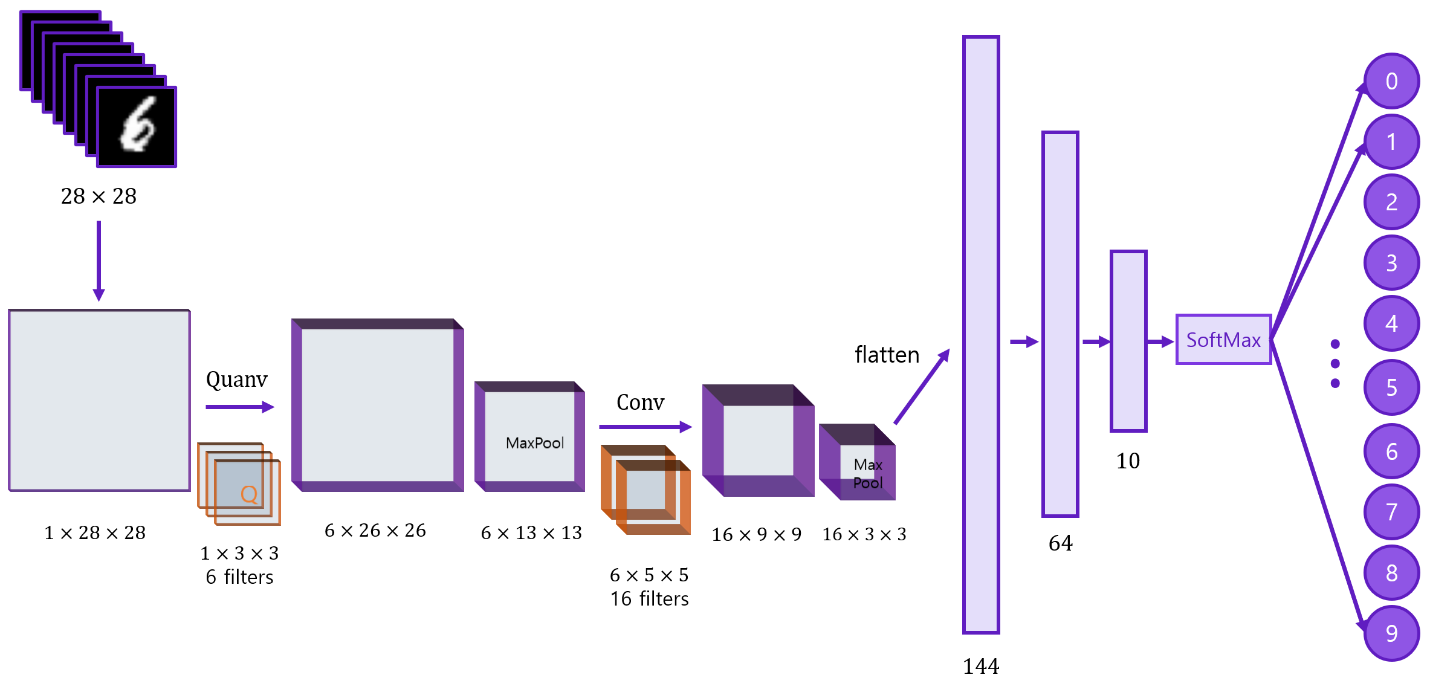 28 × 28
1 × 28 × 28
Quanv
Q
1 × 3 × 3
6 filters
6 × 26 × 26
MaxPool
6 × 13 × 13
Conv
6 × 5 × 5
16 filters
16 × 9 × 9
Max
Pool
16 × 3 × 3
flatten
144
64
10
SoftMax
0
1
2
3
4
5
6
7
8
9